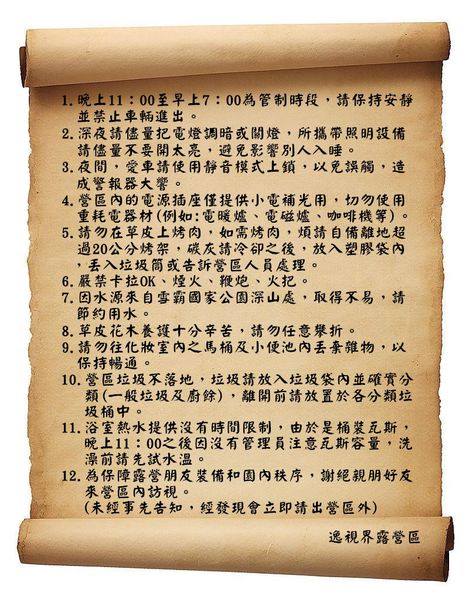 1. 晚上11：00至早上7：00為管制時段，請保持安靜
並禁止車輛進出。
2. 深夜請儘量把電燈調暗或關燈，所攜帶照明設備
請儘量不要開太亮，避免影響別人入睡。
3. 夜間，愛車請使用靜音模式上鎖，以免誤觸，造
成警報器大響。
4. 營區內的電源插座僅提供小電補光用，切勿使用
重耗電器材(例如:電暖爐、電磁爐、咖啡機等)。
5. 請勿在草皮上烤肉，如需烤肉，煩請自備離地超
過20公分烤架，碳灰請冷卻之後，放入塑膠袋內
，丟入垃圾筒或告訴營區人員處理。
6. 嚴禁卡拉OK、煙火、鞭炮、火把。
7. 因水源來自雪霸國家公園深山處，取得不易，請
節約用水。
8. 草皮花木養護十分辛苦，請勿任意攀折。
9. 請勿往化妝室內之馬桶及小便池內丟棄雜物，以
保持暢通。
10. 營區垃圾不落地，垃圾請放入垃圾袋內並確實分
類(一般垃圾及廚餘)，離開前請放置於各分類垃
圾桶中。
11. 浴室熱水提供沒有時間限制，由於是桶裝瓦斯，
晚上11：00之後因沒有管理員注意瓦斯容量，洗
澡前請先試水溫。
12. 為保障露營朋友裝備和園內秩序，謝絕親朋好友
來營區內訪視。
(未經事先告知，經發現會立即請出營區外)
逸視界露營區